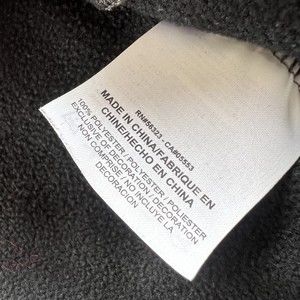 RN#56323 - CA#05553
MADE IN CHINA/FABRIQUE EN
CHINE/HECHO EN CHINA
100% POLYESTER / POLYESTER / POLIESTER
EXCLUSIVE OF DECORATION / DECORATION
NON COMPRISE / NO INCLUYE LA
DECORACION